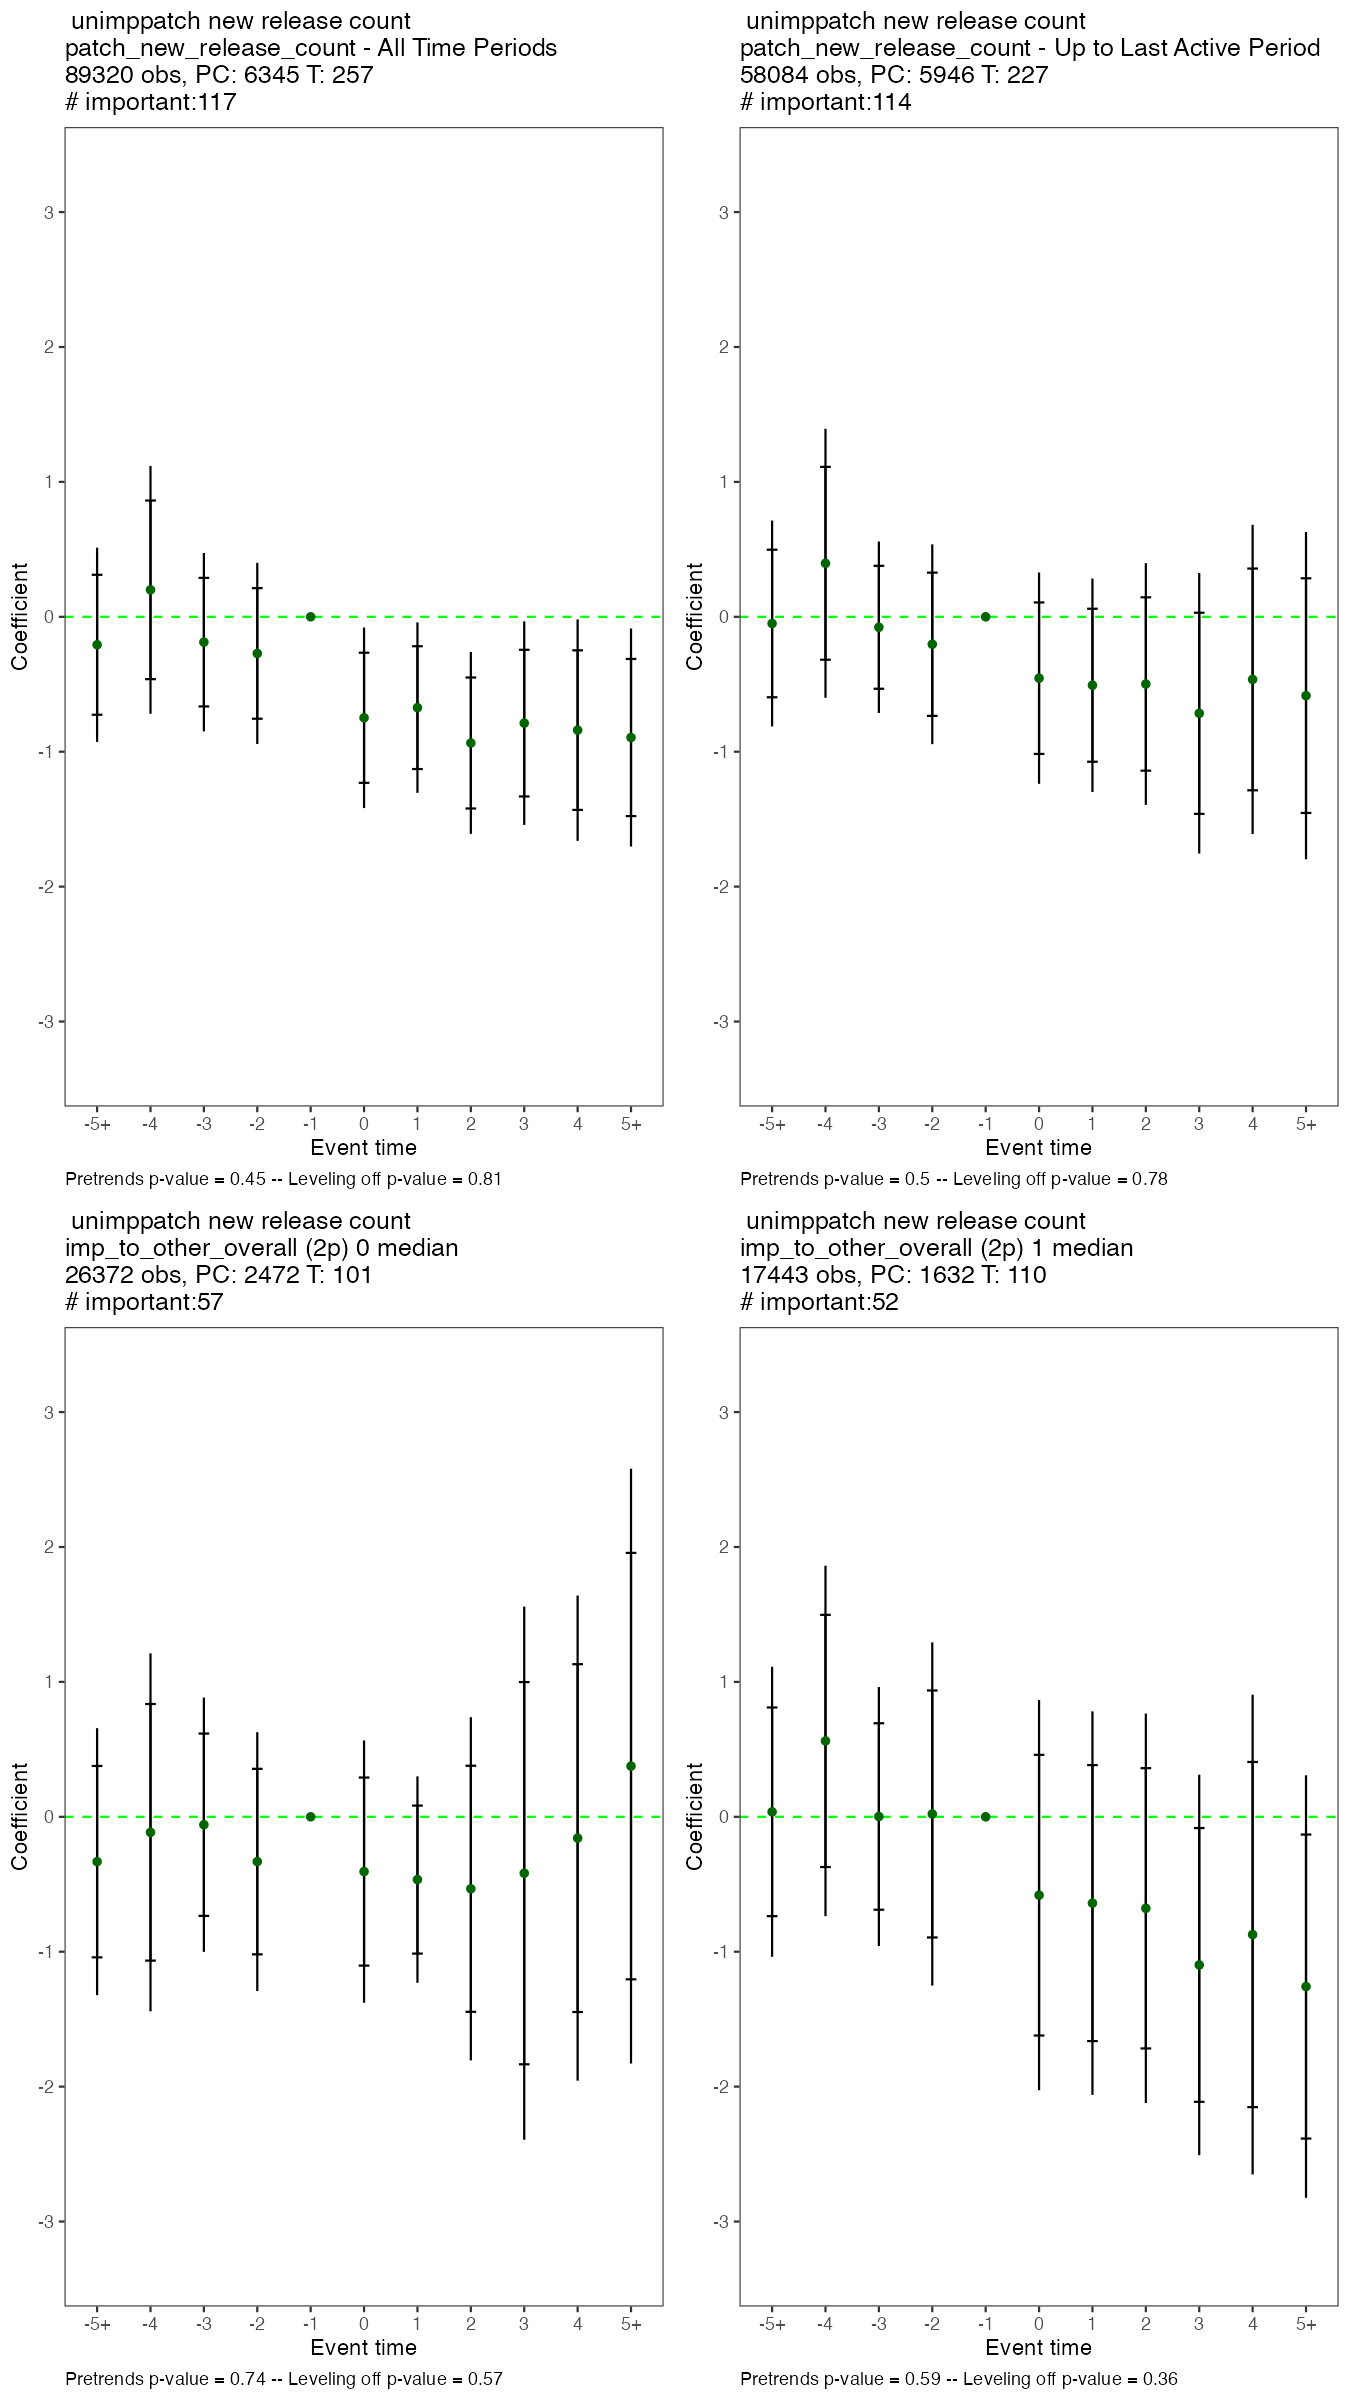 unimppatch new release count
patch_new_release_count - All Time Periods
89320 obs, PC: 6345 T: 257
# important:117
3
2
1
0
-1
-2
-3
Coefficient
-5+ -4 -3 -2 -1 0 1 2 3 4 5+
Event time
Pretrends p-value = 0.45 -- Leveling off p-value = 0.81
unimppatch new release count
patch_new_release_count - Up to Last Active Period
58084 obs, PC: 5946 T: 227
# important:114
3
2
1
0
-1
-2
-3
Coefficient
-5+ -4 -3 -2 -1 0 1 2 3 4 5+
Event time
Pretrends p-value = 0.5 -- Leveling off p-value = 0.78
unimppatch new release count
imp_to_other_overall (2p) 0 median
26372 obs, PC: 2472 T: 101
# important:57
3
2
1
0
-1
-2
-3
Coefficient
-5+ -4 -3 -2 -1 0 1 2 3 4 5+
Event time
Pretrends p-value = 0.74 -- Leveling off p-value = 0.57
unimppatch new release count
imp_to_other_overall (2p) 1 median
17443 obs, PC: 1632 T: 110
# important:52
3
2
1
0
-1
-2
-3
Coefficient
-5+ -4 -3 -2 -1 0 1 2 3 4 5+
Event time
Pretrends p-value = 0.59 -- Leveling off p-value = 0.36